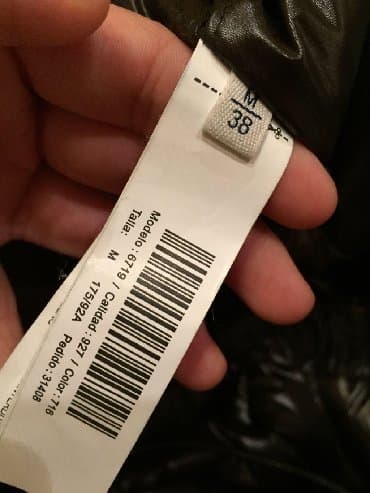 M
38
Modelo : 6719 / Calidad : 927 / Color : 716
Talla: M Pedido : 31408
175/92A